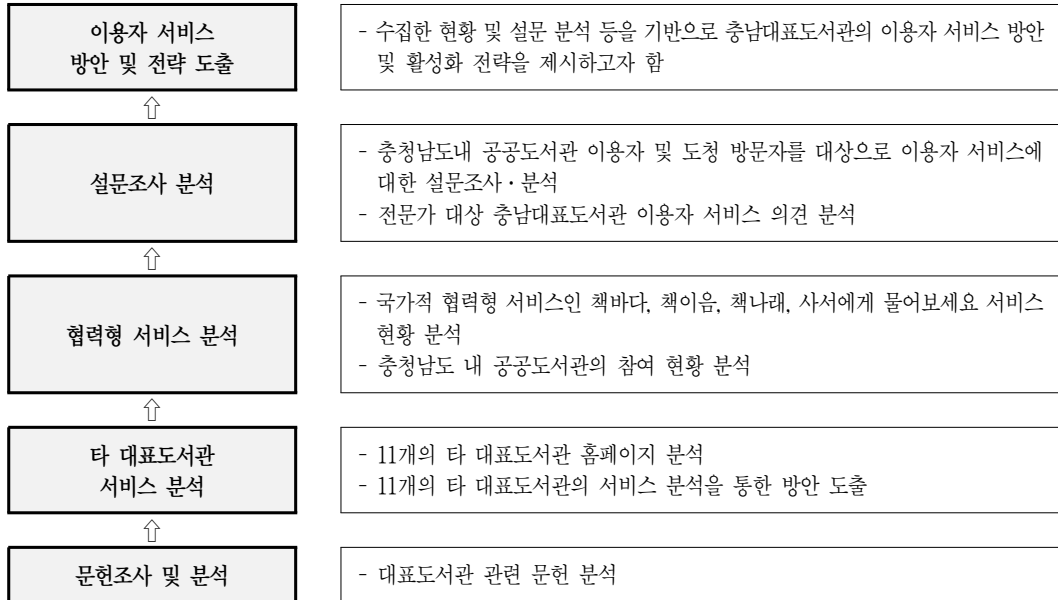 이용자 서비스
방안 및 전략 도출
- 수집한 현황 및 설문 분석 등을 기반으로 충남대표도서관의 이용자 서비스 방안
및 활성화 전략을 제시하고자 함
⇧
설문조사 분석
- 충청남도내 공공도서관 이용자 및 도청 방문자를 대상으로 이용자 서비스에
대한 설문조사·분석
- 전문가 대상 충남대표도서관 이용자 서비스 의견 분석
⇧
협력형 서비스 분석
- 국가적 협력형 서비스인 책바다, 책이음, 책나래, 사서에게 물어보세요 서비스
현황 분석
- 충청남도 내 공공도서관의 참여 현황 분석
⇧
타 대표도서관
서비스 분석
- 11개의 타 대표도서관 홈페이지 분석
- 11개의 타 대표도서관의 서비스 분석을 통한 방안 도출
⇧
문헌조사 및 분석
- 대표도서관 관련 문헌 분석